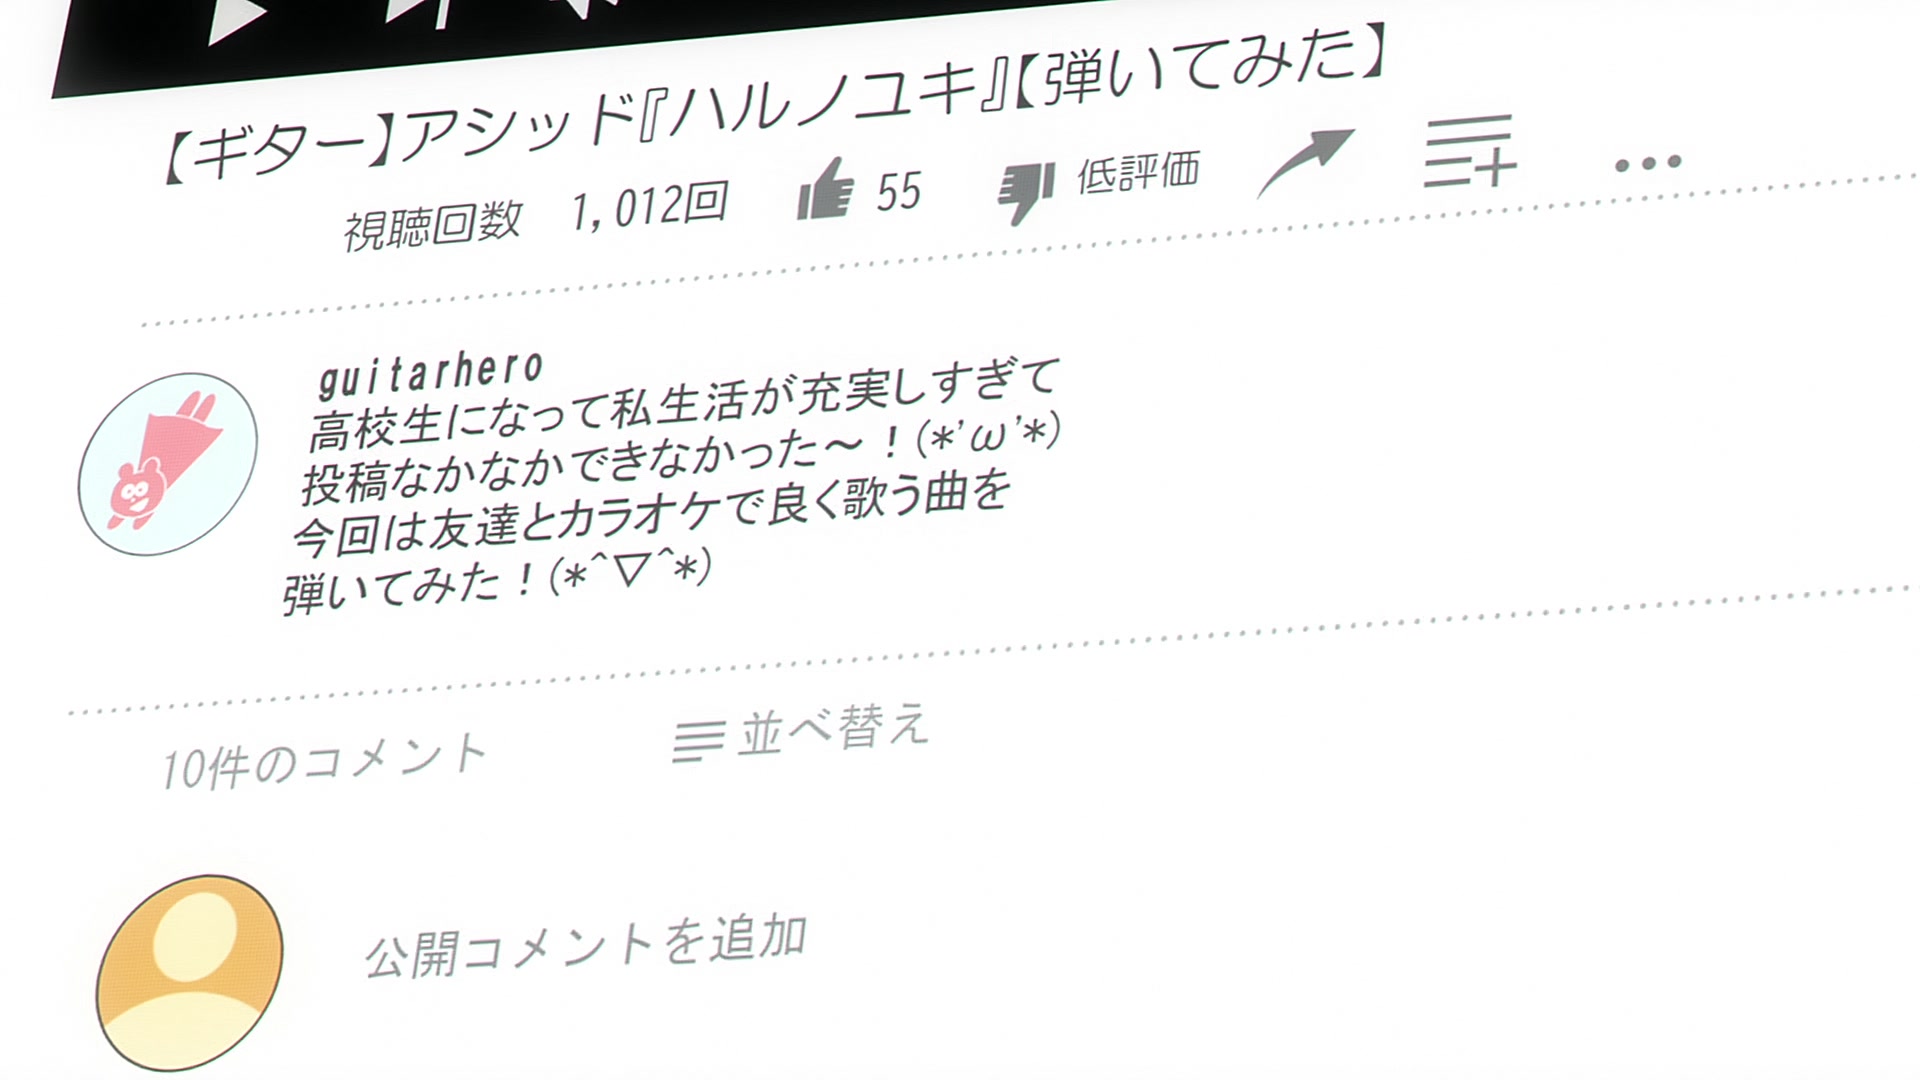 【ギター】アシッド『ハルノユキ』【弾いてみた】
視聴回数 1,012回 55 低評価
guitarhero
高校生になって私生活が充実しすぎて
投稿なかなかできなかった～！(*'ω'*)
今回は友達とカラオケで良く歌う曲を
弾いてみた！(*^▽^*)
10件のコメント 並べ替え
公開コメントを追加